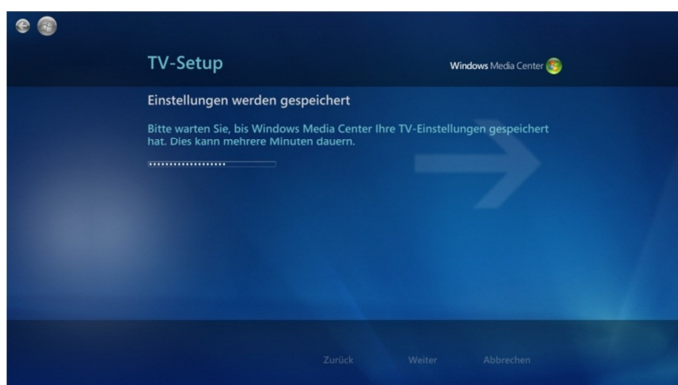 TV-Setup
Windows Media Center
Einstellungen werden gespeichert
Bitte warten Sie, bis Windows Media Center Ihre TV-Einstellungen gespeichert
hat. Dies kann mehrere Minuten dauern.
Zurück Weiter Abbrechen